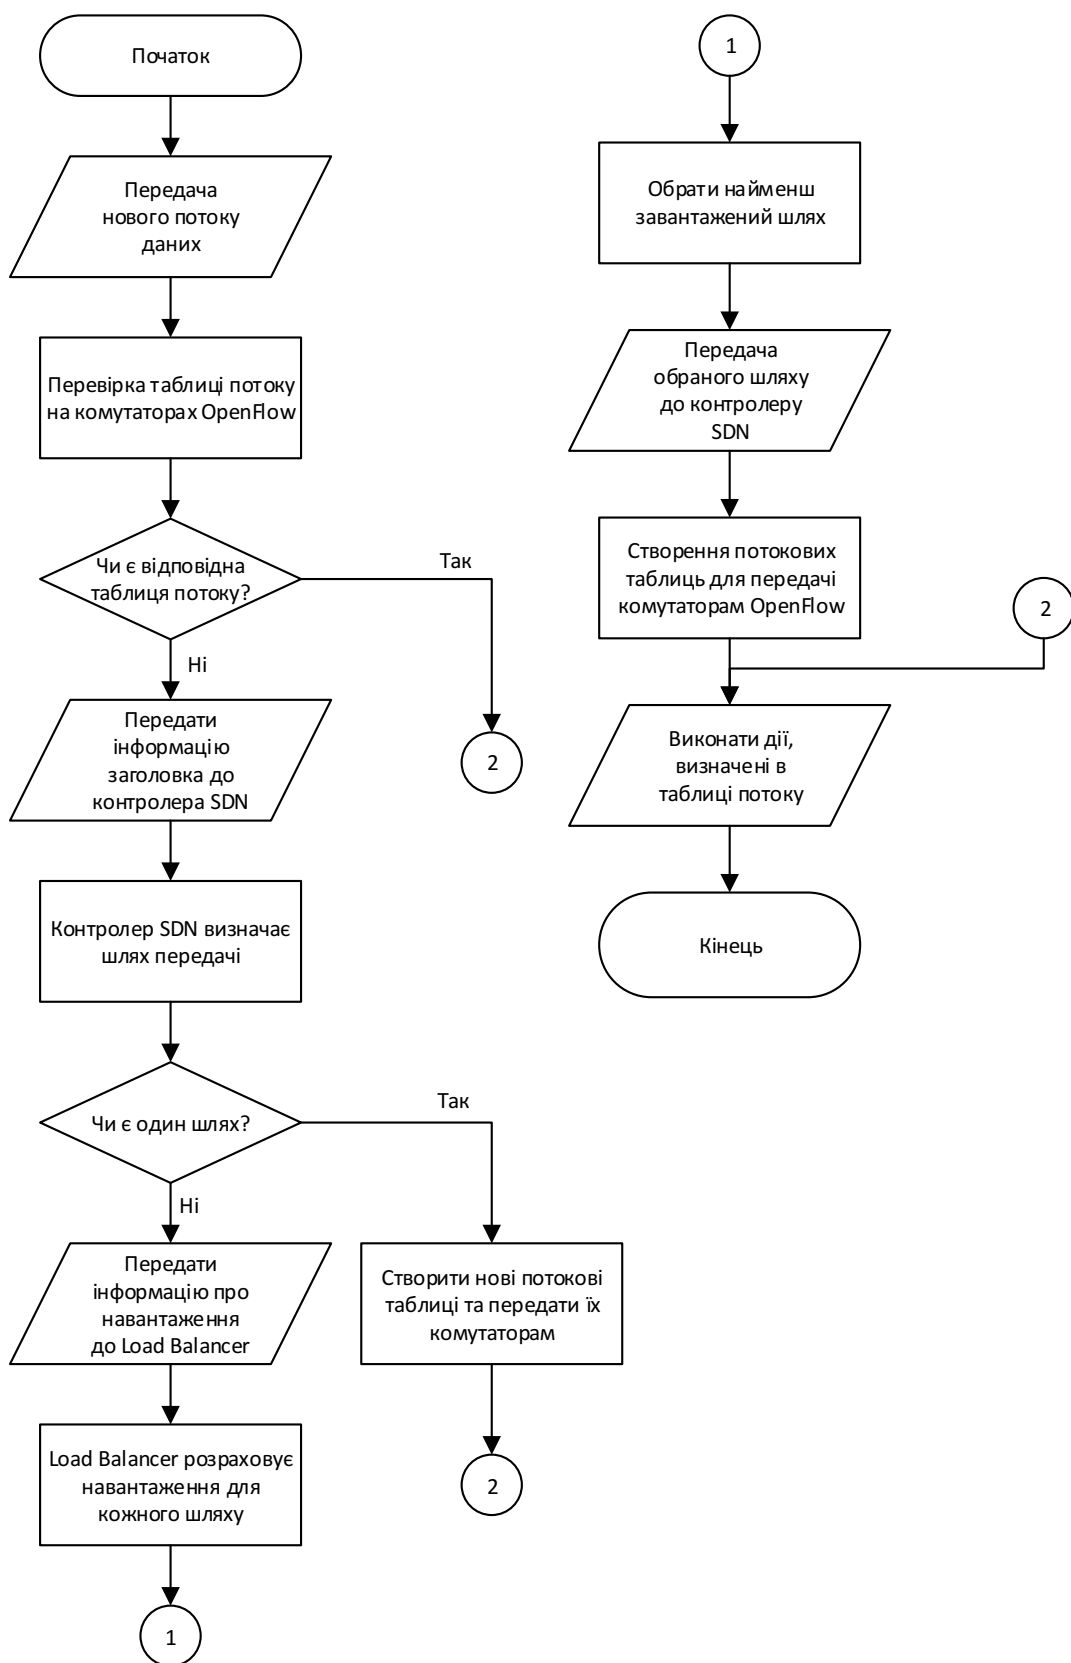 Початок
Передача
нового потоку
даних
Перевірка таблиці потоку
на комутаторах OpenFlow
Чи є відповідна
таблиця потоку?
Так
Ні
2
Передати
інформацію
заголовка до
контролера SDN
Контролер SDN визначає
шлях передачі
Чи є один шлях?
Так
Ні
Передати
інформацію про
навантаження
до Load Balancer
Створити нові потокові
таблиці та передати їх
комутаторам
Load Balancer розраховує
навантаження для
кожного шляху
2
1
1
Обрати найменш
завантажений шлях
Передача
обраного шляху
до контролеру
SDN
Створення потокових
таблиць для передачі
комутаторам OpenFlow
2
Виконати дії,
визначені в
таблиці потоку
Кінець